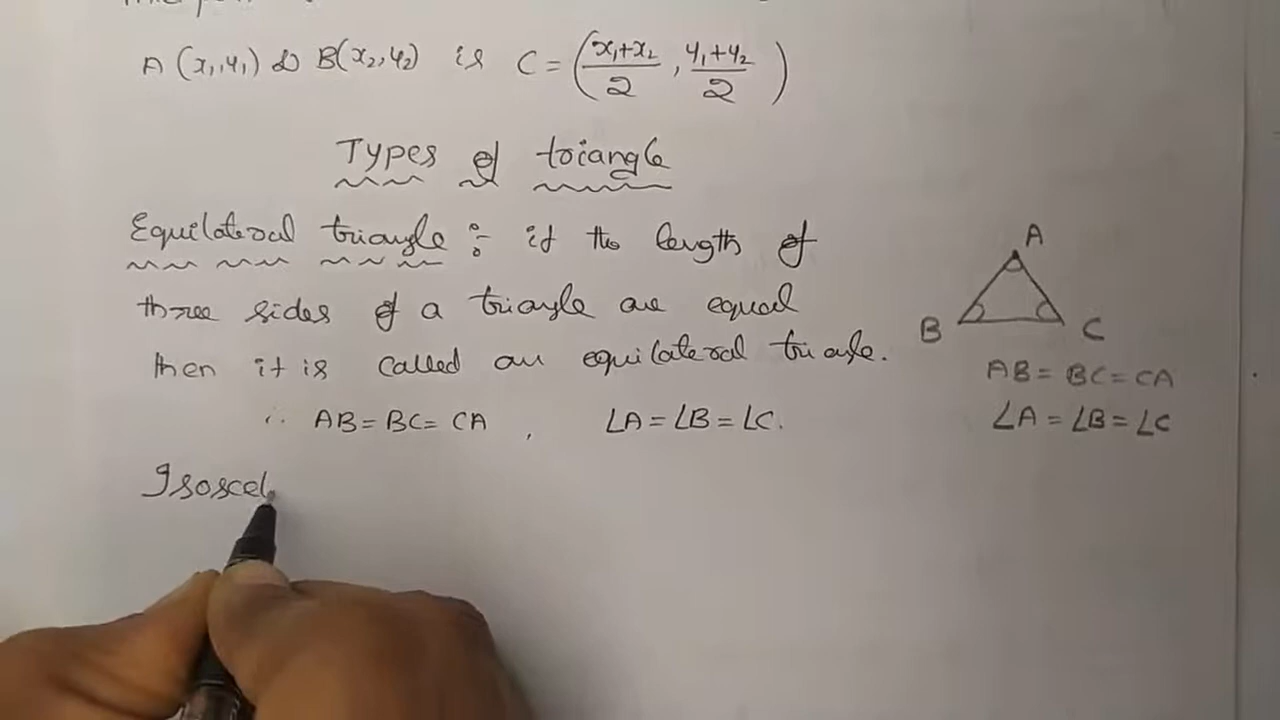 A (x₁,y₁) & B(x₂,y₂) is C = ( x₁+x₂ / 2 , y₁+y₂ / 2 )
Types of triangle
Equilateral triangle :- if the length of
three sides of a triangle are equal
then it is called an equilateral triangle.
∴ AB = BC = CA , ∠A = ∠B = ∠C.
Isoscel
A
B C
AB = BC = CA
∠A = ∠B = ∠C